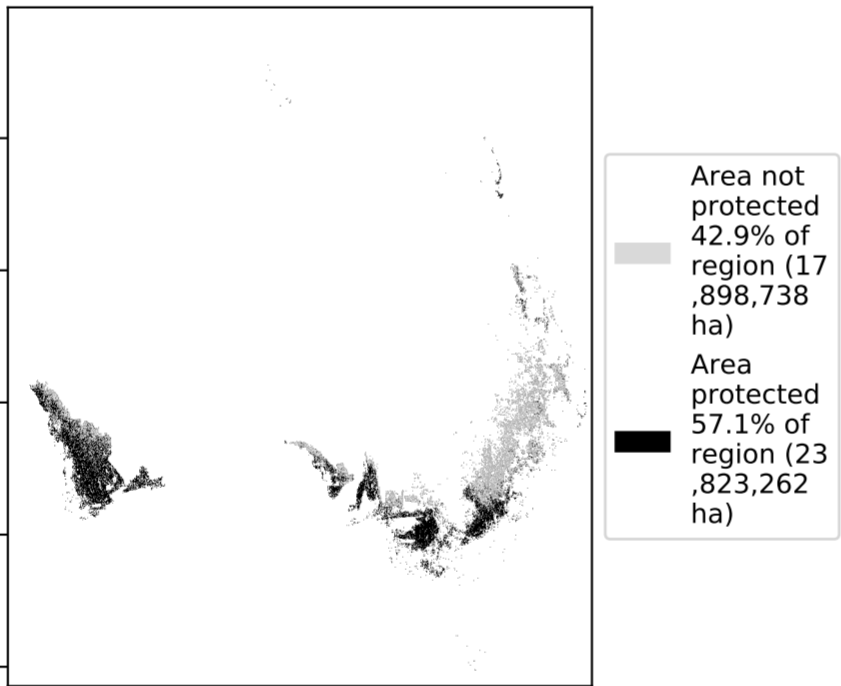 Area not
protected
42.9% of
region (17
,898,738
ha)
Area
protected
57.1% of
region (23
,823,262
ha)